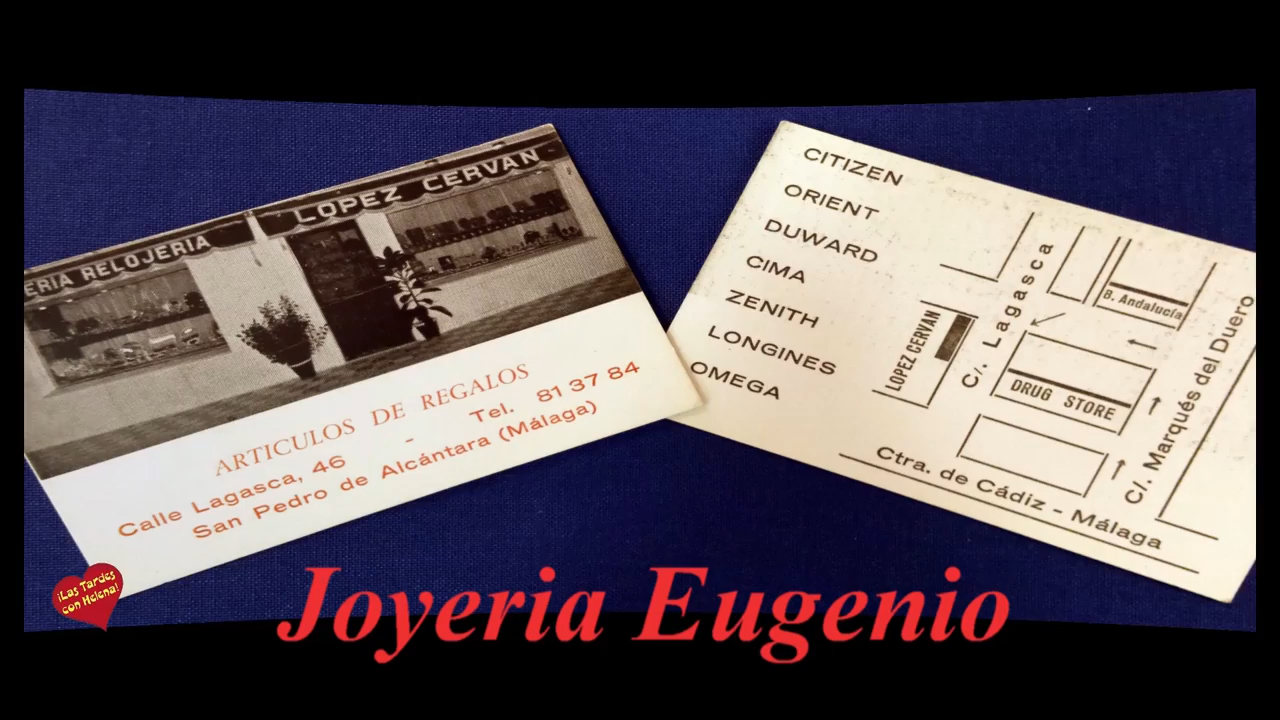 ERIA RELOJERIA
LOPEZ CERVAN
ARTICULOS DE REGALOS
Calle Lagasca, 46 - Tel. 81 37 84
San Pedro de Alcántara (Málaga)
CITIZEN
ORIENT
DUWARD
CIMA
ZENITH
LONGINES
OMEGA
LOPEZ CERVAN
C/. Lagasca
B. Andalucía
DRUG STORE
C/. Marqués del Duero
Ctra. de Cádiz - Málaga
¡Las Tardes
con Helena!
Joyeria Eugenio